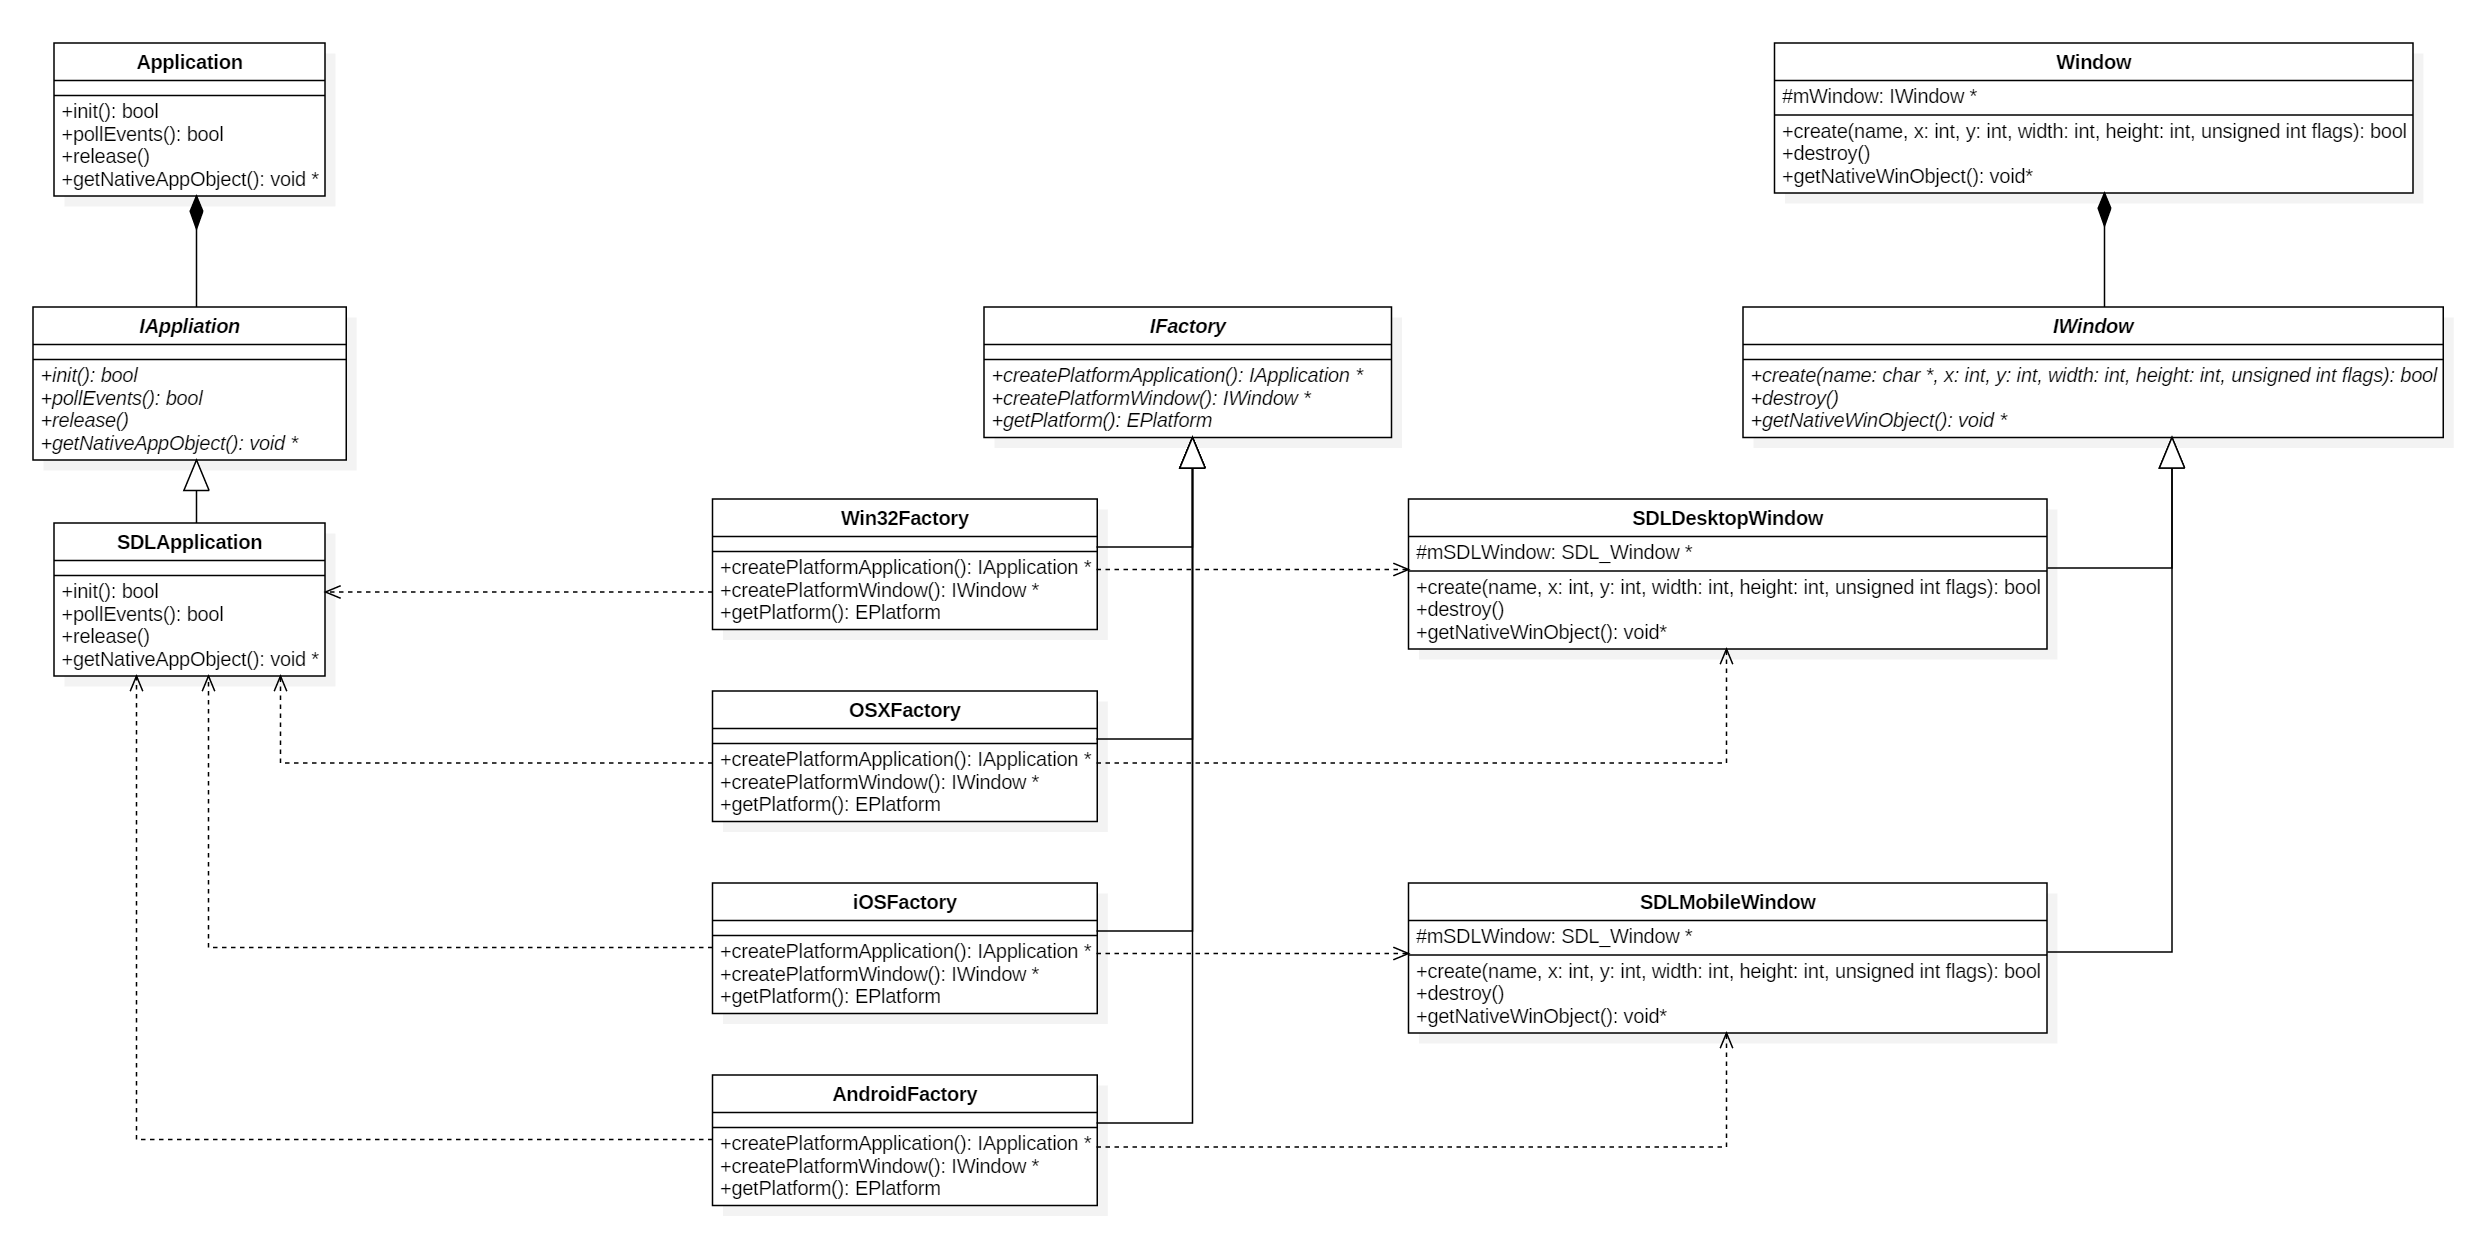 Application
+init(): bool
+pollEvents(): bool
+release()
+getNativeAppObject(): void *
Window
#mWindow: IWindow *
+create(name, x: int, y: int, width: int, height: int, unsigned int flags): bool
+destroy()
+getNativeWinObject(): void*
IAppliation
+init(): bool
+pollEvents(): bool
+release()
+getNativeAppObject(): void *
IFactory
+createPlatformApplication(): IApplication *
+createPlatformWindow(): IWindow *
+getPlatform(): EPlatform
IWindow
+create(name: char *, x: int, y: int, width: int, height: int, unsigned int flags): bool
+destroy()
+getNativeWinObject(): void *
SDLApplication
+init(): bool
+pollEvents(): bool
+release()
+getNativeAppObject(): void *
Win32Factory
+createPlatformApplication(): IApplication *
+createPlatformWindow(): IWindow *
+getPlatform(): EPlatform
SDLDesktopWindow
#mSDLWindow: SDL_Window *
+create(name, x: int, y: int, width: int, height: int, unsigned int flags): bool
+destroy()
+getNativeWinObject(): void*
OSXFactory
+createPlatformApplication(): IApplication *
+createPlatformWindow(): IWindow *
+getPlatform(): EPlatform
iOSFactory
+createPlatformApplication(): IApplication *
+createPlatformWindow(): IWindow *
+getPlatform(): EPlatform
SDLMobileWindow
#mSDLWindow: SDL_Window *
+create(name, x: int, y: int, width: int, height: int, unsigned int flags): bool
+destroy()
+getNativeWinObject(): void*
AndroidFactory
+createPlatformApplication(): IApplication *
+createPlatformWindow(): IWindow *
+getPlatform(): EPlatform